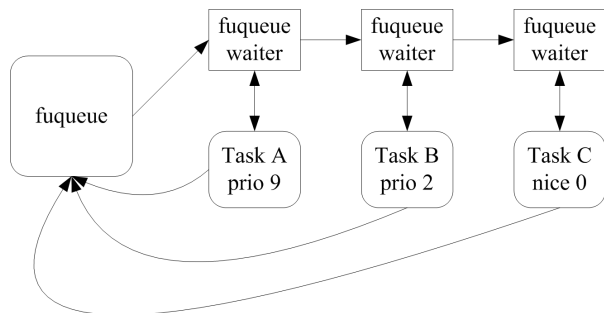 fuqueue
waiter
fuqueue
waiter
fuqueue
waiter
fuqueue
Task A
prio 9
Task B
prio 2
Task C
nice 0